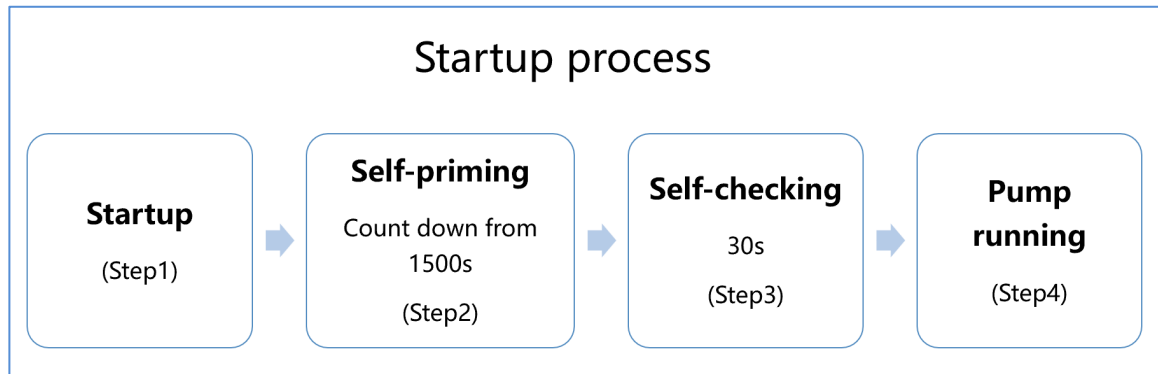 Startup process
Startup
(Step1)
Self-priming
Count down from
1500s
(Step2)
Self-checking
30s
(Step3)
Pump
running
(Step4)